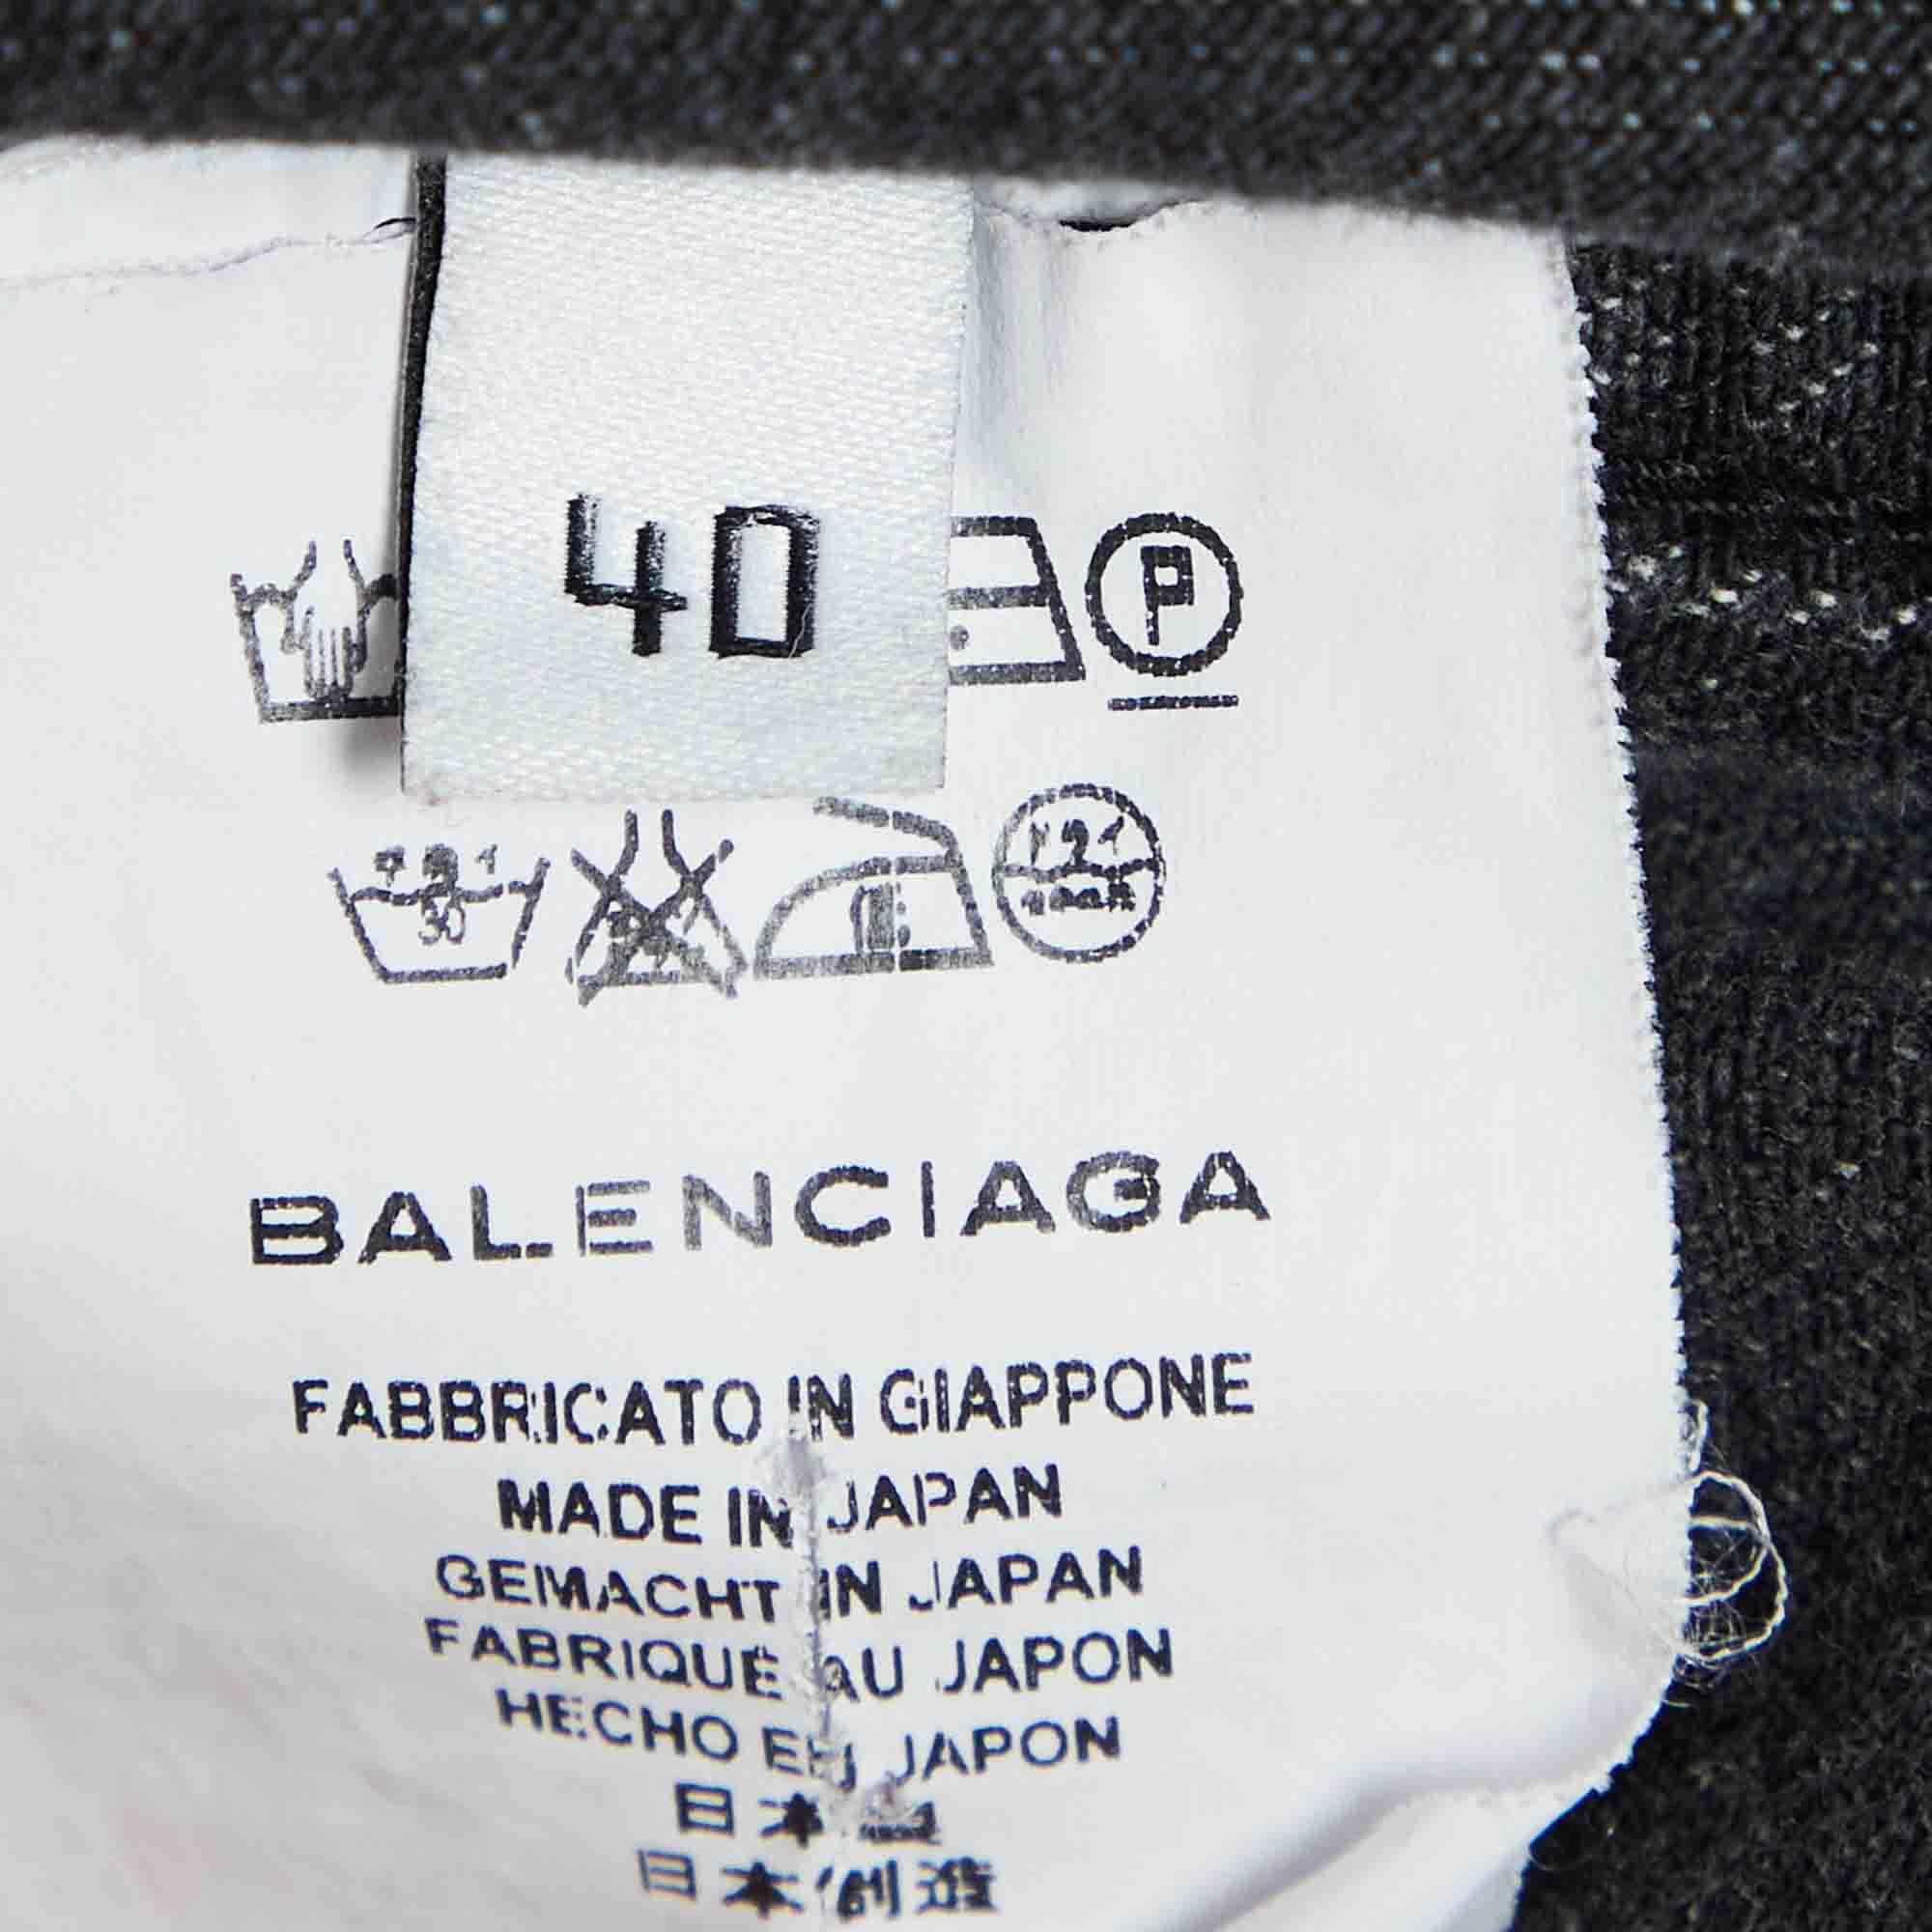 40
P
30
BALENCIAGA
FABBRICATO IN GIAPPONE
MADE IN JAPAN
GEMACHT IN JAPAN
FABRIQUE AU JAPON
HECHO EN JAPON
日本
日本制造